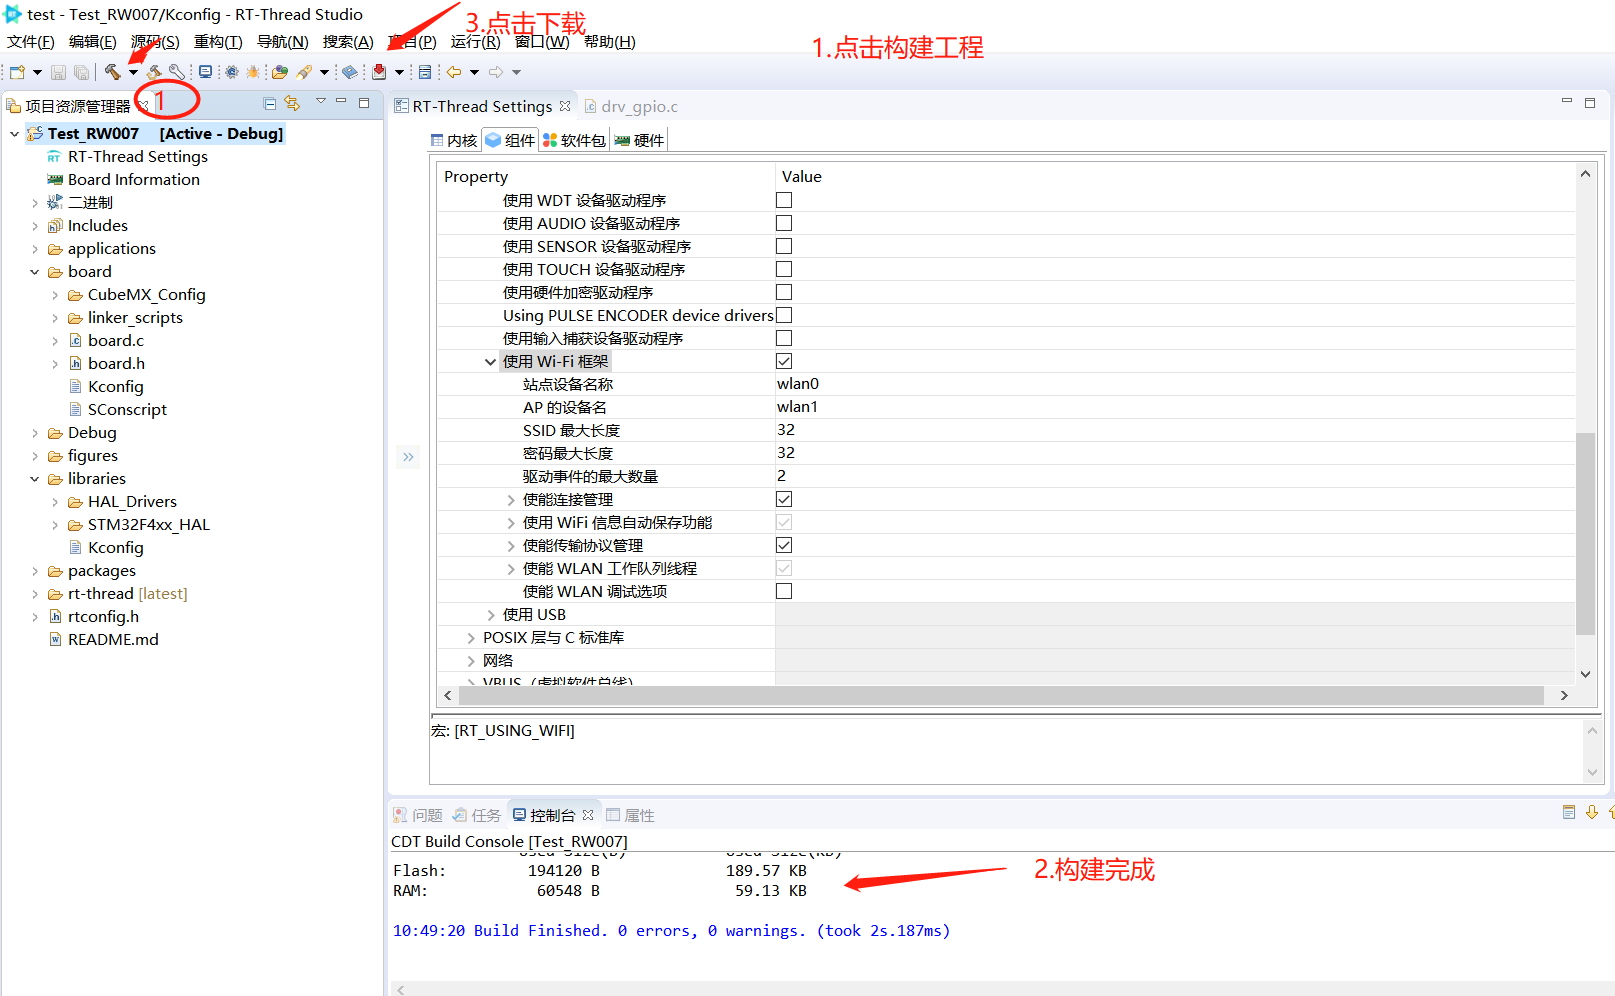 test - Test_RW007/Kconfig - RT-Thread Studio
3.点击下载
文件(F) 编辑(E) 源码(S) 重构(T) 导航(N) 搜索(A) 项目(P) 运行(R) 窗口(W) 帮助(H)
1.点击构建工程
项目资源管理器
1
Test_RW007 [Active - Debug]
RT-Thread Settings
Board Information
二进制
Includes
applications
board
CubeMX_Config
linker_scripts
board.c
board.h
Kconfig
SConscript
Debug
figures
libraries
HAL_Drivers
STM32F4xx_HAL
Kconfig
packages
rt-thread [latest]
rtconfig.h
README.md
RT-Thread Settings drv_gpio.c
内核 组件 软件包 硬件
Property Value
使用 WDT 设备驱动程序
使用 AUDIO 设备驱动程序
使用 SENSOR 设备驱动程序
使用 TOUCH 设备驱动程序
使用硬件加密驱动程序
Using PULSE ENCODER device drivers
使用输入捕获设备驱动程序
使用 Wi-Fi 框架
站点设备名称 wlan0
AP 的设备名 wlan1
SSID 最大长度 32
密码最大长度 32
驱动事件的最大数量 2
使能连接管理
使用 WiFi 信息自动保存功能
使能传输协议管理
使能 WLAN 工作队列线程
使能 WLAN 调试选项
使用 USB
POSIX 层与 C 标准库
网络
VBUS（虚拟软件总线）
宏: [RT_USING_WIFI]
问题 任务 控制台 属性
CDT Build Console [Test_RW007]
Used Size(B) Used Size(KB)
Flash: 194120 B 189.57 KB
RAM: 60548 B 59.13 KB
2.构建完成
10:49:20 Build Finished. 0 errors, 0 warnings. (took 2s.187ms)